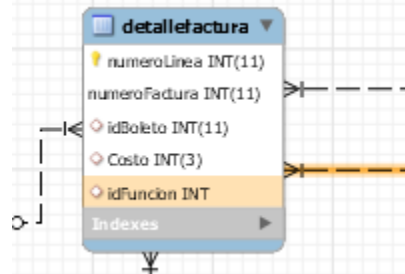 detallefactura
numeroLinea INT(11)
numeroFactura INT(11)
idBoleto INT(11)
Costo INT(3)
idFuncion INT
Indexes